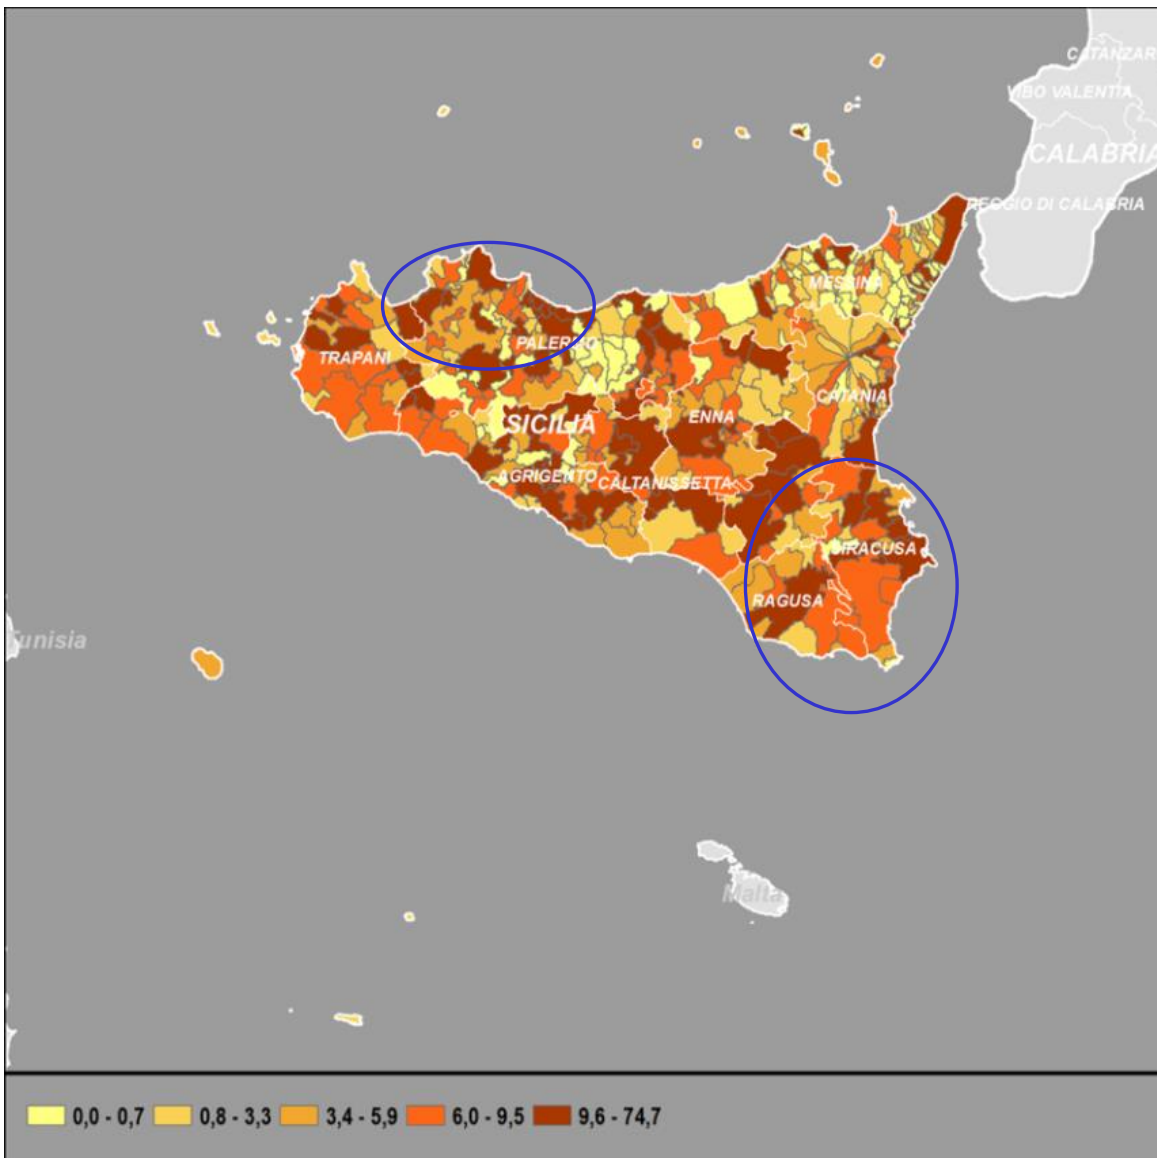 CATANZAR
VIBO VALENTIA
CALABRIA
REGGIO DI CALABRIA
MESSINA
PALERMO
TRAPANI
CATANIA
ENNA
SICILIA
AGRIGENTO
CALTANISSETTA
SIRACUSA
RAGUSA
Tunisia
Malta
0,0 - 0,7 0,8 - 3,3 3,4 - 5,9 6,0 - 9,5 9,6 - 74,7